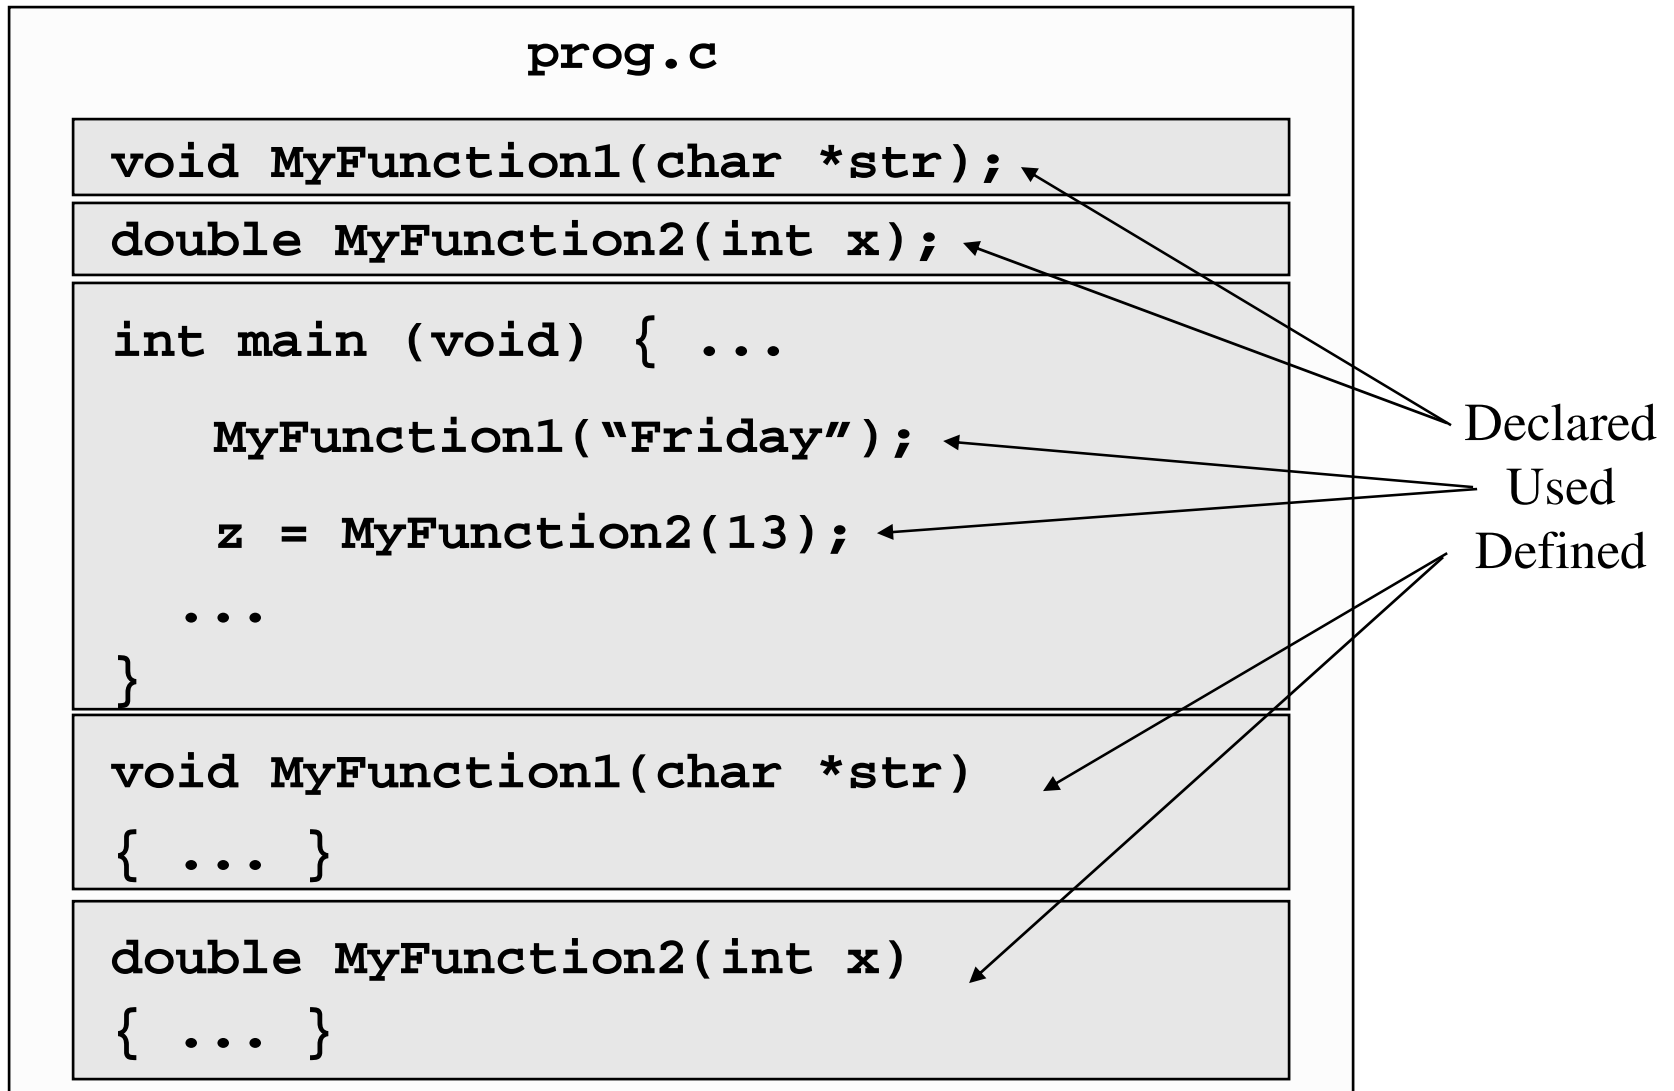 prog.c
void MyFunction1(char *str);
double MyFunction2(int x);
int main (void) { ...
MyFunction1(“Friday”);
z = MyFunction2(13);
...
}
void MyFunction1(char *str)
{ ... }
double MyFunction2(int x)
{ ... }
Declared
Used
Defined